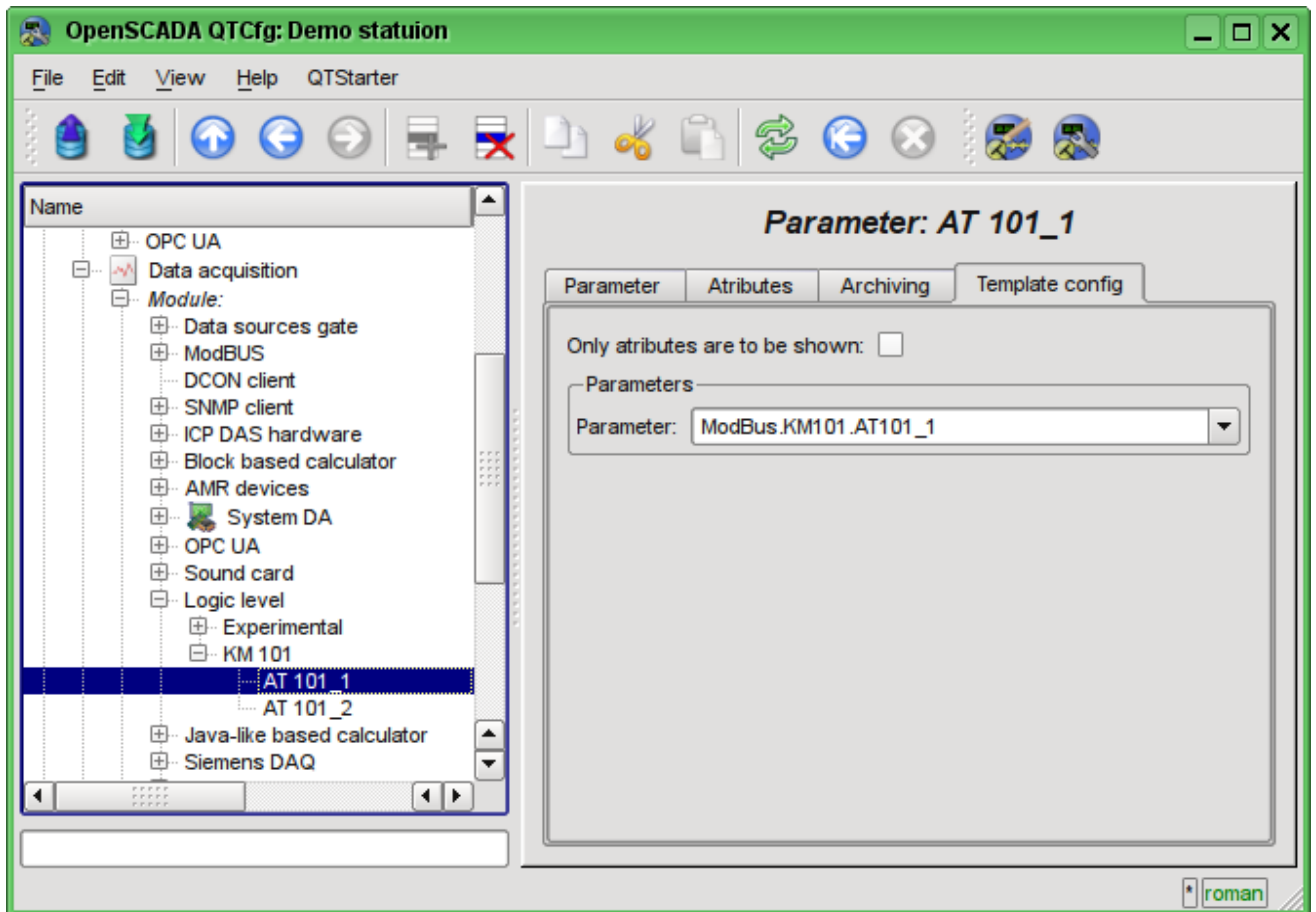 OpenSCADA QTCfg: Demo statuion
File Edit View Help QTStarter
Name
OPC UA
Data acquisition
Module:
Data sources gate
ModBUS
DCON client
SNMP client
ICP DAS hardware
Block based calculator
AMR devices
System DA
OPC UA
Sound card
Logic level
Experimental
KM 101
AT 101_1
AT 101_2
Java-like based calculator
Siemens DAQ
Parameter: AT 101_1
Parameter Atributes Archiving Template config
Only atributes are to be shown:
Parameters
Parameter: ModBus.KM101.AT101_1
* roman